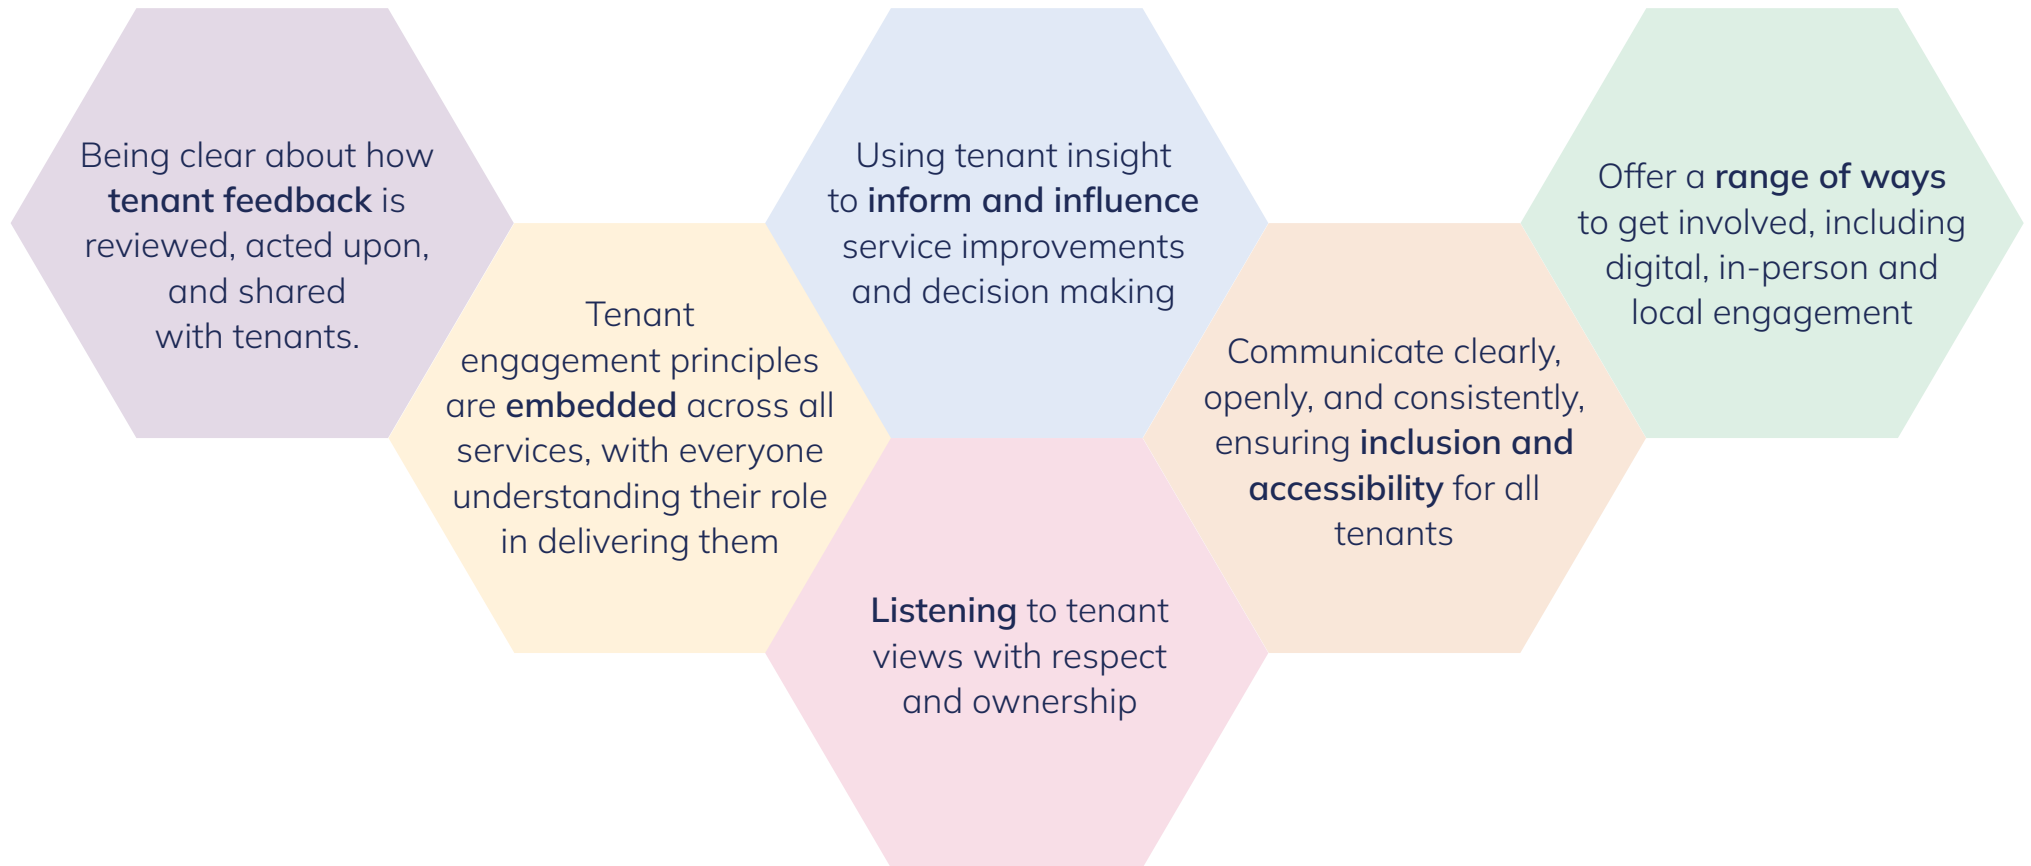 Being clear about how
tenant feedback is
reviewed, acted upon,
and shared
with tenants.
Tenant
engagement principles
are embedded across all
services, with everyone
understanding their role
in delivering them
Using tenant insight
to inform and influence
service improvements
and decision making
Listening to tenant
views with respect
and ownership
Communicate clearly,
openly, and consistently,
ensuring inclusion and
accessibility for all
tenants
Offer a range of ways
to get involved, including
digital, in-person and
local engagement